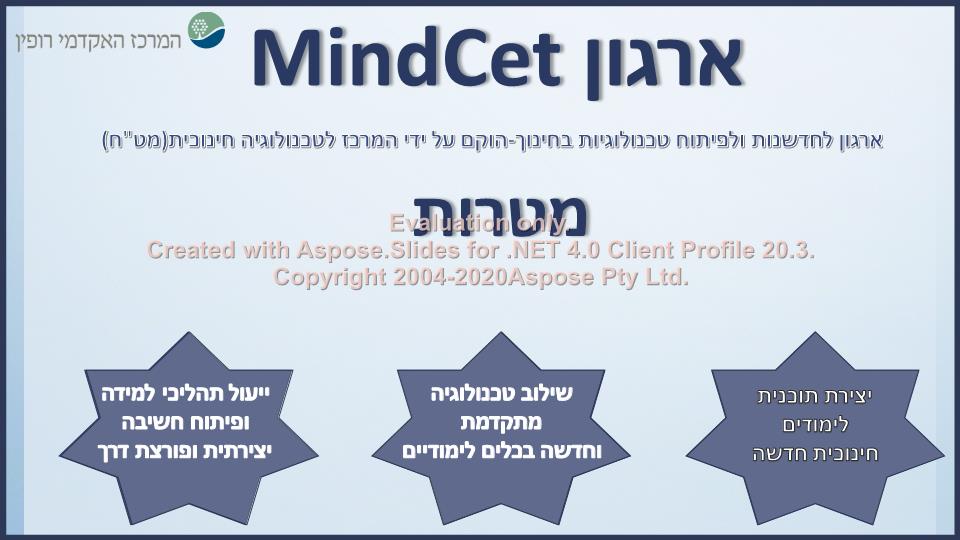 המרכז האקדמי רופין
ארגון MindCet
ארגון לחדשנות ולפיתוח טכנולוגיות בחינוך-הוקם על ידי המרכז לטכנולוגיה חינוכית(מט"ח)
מטרות
Evaluation only.
Created with Aspose.Slides for .NET 4.0 Client Profile 20.3.
Copyright 2004-2020Aspose Pty Ltd.
יצירת תוכנית
לימודים
חינוכית חדשה
שילוב טכנולוגיה
מתקדמת
וחדשה בכלים לימודיים
ייעול תהליכי למידה
ופיתוח חשיבה
יצירתית ופורצת דרך